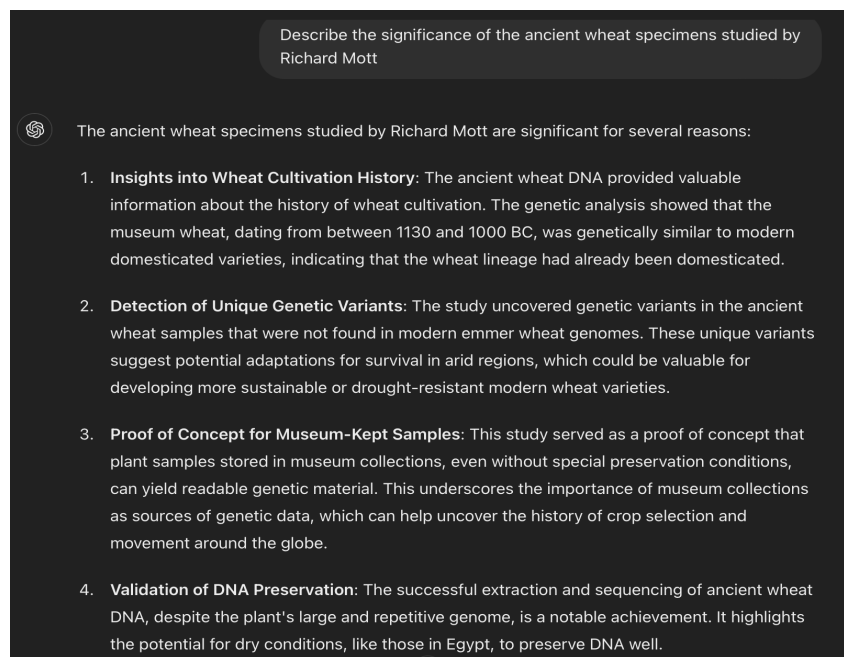 Describe the significance of the ancient wheat specimens studied by
Richard Mott
The ancient wheat specimens studied by Richard Mott are significant for several reasons:
1. Insights into Wheat Cultivation History: The ancient wheat DNA provided valuable
information about the history of wheat cultivation. The genetic analysis showed that the
museum wheat, dating from between 1130 and 1000 BC, was genetically similar to modern
domesticated varieties, indicating that the wheat lineage had already been domesticated.
2. Detection of Unique Genetic Variants: The study uncovered genetic variants in the ancient
wheat samples that were not found in modern emmer wheat genomes. These unique variants
suggest potential adaptations for survival in arid regions, which could be valuable for
developing more sustainable or drought-resistant modern wheat varieties.
3. Proof of Concept for Museum-Kept Samples: This study served as a proof of concept that
plant samples stored in museum collections, even without special preservation conditions,
can yield readable genetic material. This underscores the importance of museum collections
as sources of genetic data, which can help uncover the history of crop selection and
movement around the globe.
4. Validation of DNA Preservation: The successful extraction and sequencing of ancient wheat
DNA, despite the plant's large and repetitive genome, is a notable achievement. It highlights
the potential for dry conditions, like those in Egypt, to preserve DNA well.